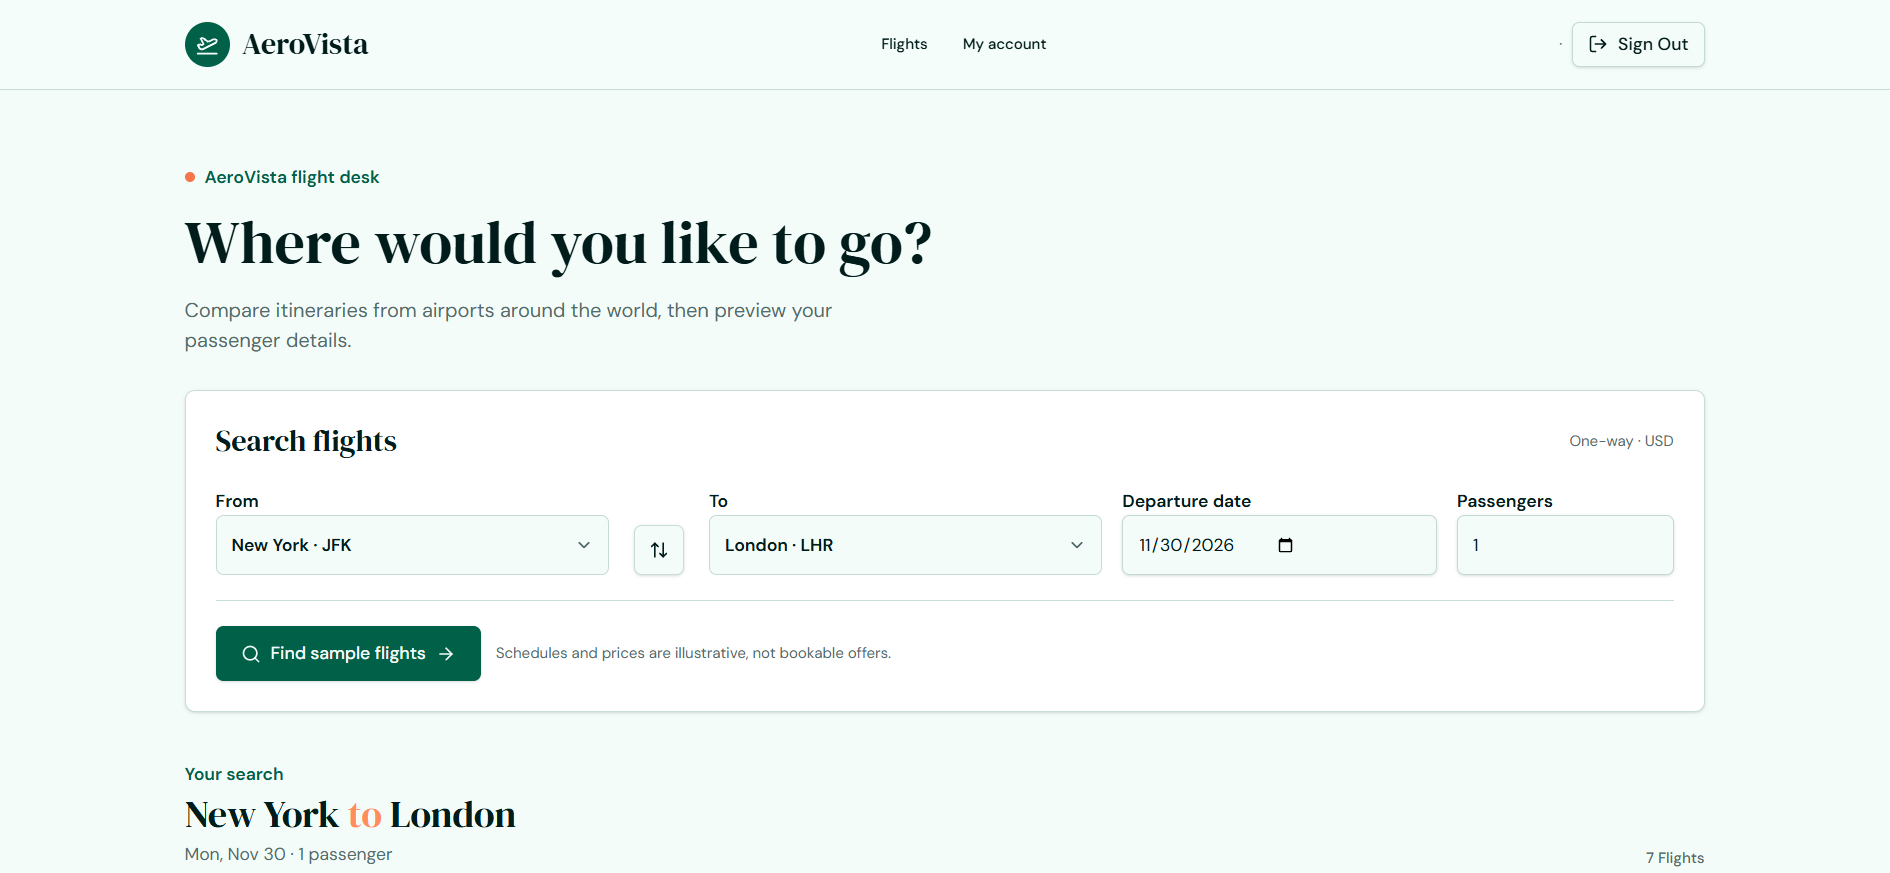 AeroVista
Flights
My account
·
Sign Out
AeroVista flight desk
Where would you like to go?
Compare itineraries from airports around the world, then preview your
passenger details.
Search flights
One-way · USD
From
To
Departure date
Passengers
New York · JFK
London · LHR
11/30/2026
1
Find sample flights
Schedules and prices are illustrative, not bookable offers.
Your search
New York to London
Mon, Nov 30 · 1 passenger
7 Flights